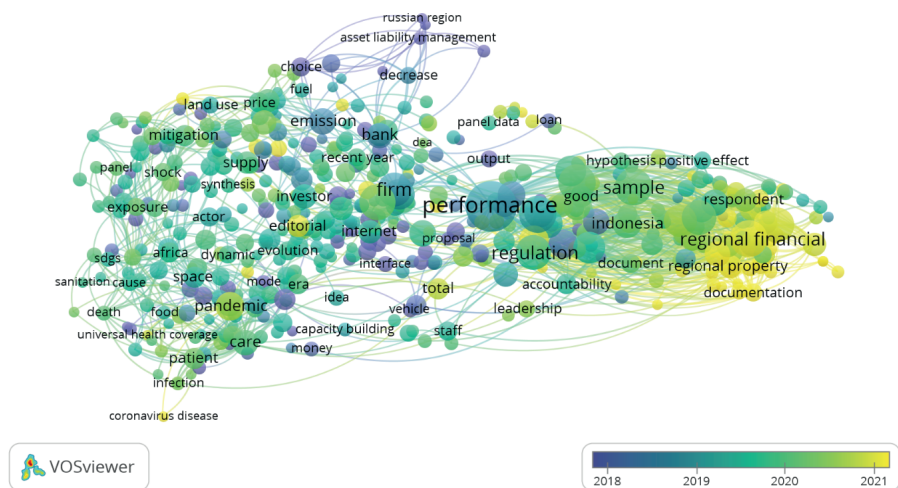 russian region
asset liability management
choice
decrease
fuel
land use price
emission
panel data
loan
mitigation
bank
dea
supply
recent year
output
hypothesis positive effect
panel
shock
synthesis
firm
sample
exposure
investor
performance
good
respondent
actor
editorial
internet
indonesia
proposal
regional financial
sdgs
africa
dynamic
evolution
regulation
interface
document
regional property
sanitation cause
space
mode
era
total
accountability
documentation
death
food
pandemic
idea
vehicle
leadership
universal health coverage
care
capacity building
staff
patient
money
infection
coronavirus disease
VOSviewer
2018 2019 2020 2021